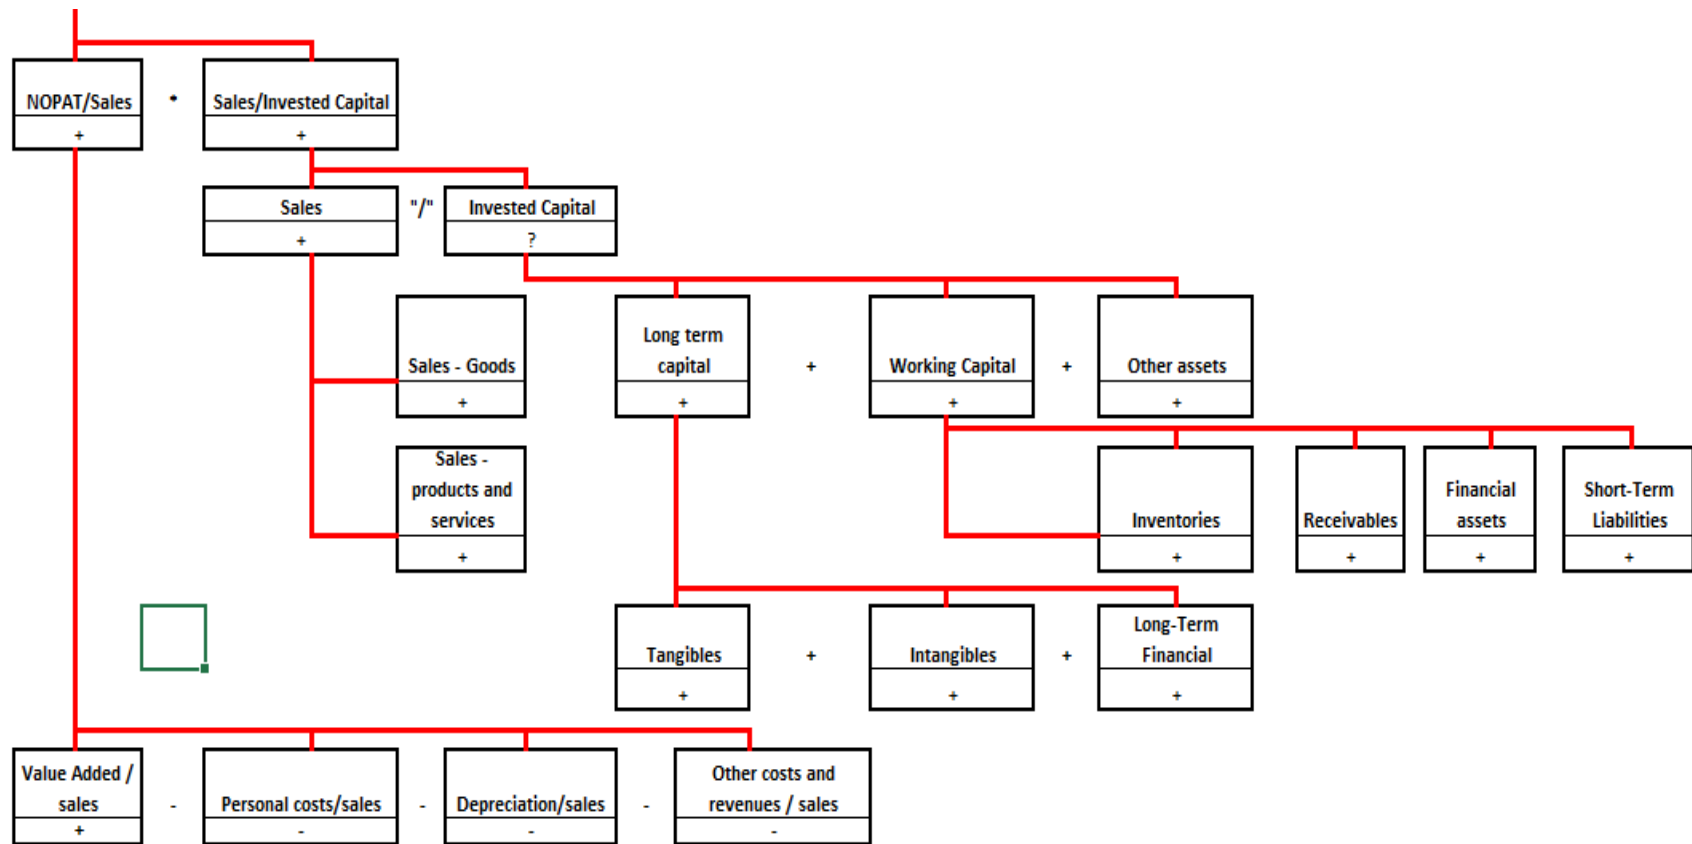 NOPAT/Sales * Sales/Invested Capital
+ +
Sales "/" Invested Capital
+ ?
Sales - Goods
+
Long term
capital
+
+
Working Capital
+
+
Other assets
+
Sales -
products and
services
+
Inventories
+
Receivables
+
Financial
assets
+
Short-Term
Liabilities
+
Tangibles
+
+
Intangibles
+
+
Long-Term
Financial
+
Value Added /
sales
+
-
Personal costs/sales
-
-
Depreciation/sales
-
-
Other costs and
revenues / sales
-